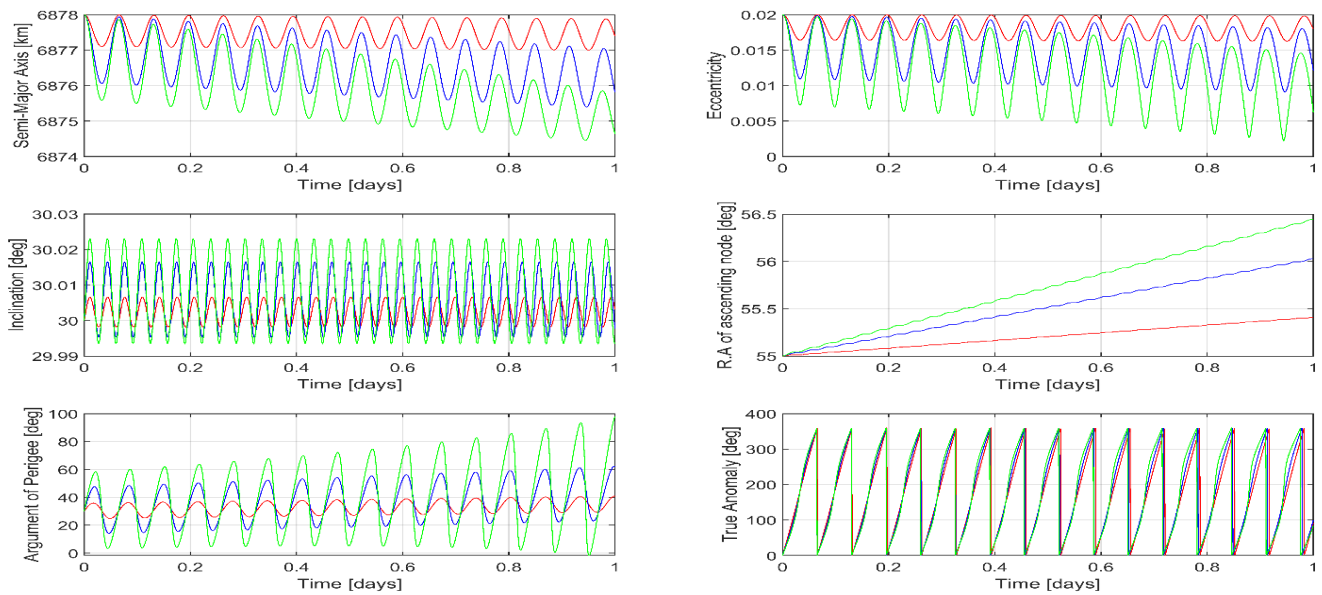 Semi-Major Axis [km]
6878
6877
6876
6875
6874
0 0.2 0.4 0.6 0.8 1
Time [days]
Eccentricity
0.02
0.015
0.01
0.005
0
0 0.2 0.4 0.6 0.8 1
Time [days]
Inclination [deg]
30.03
30.02
30.01
30
29.99
0 0.2 0.4 0.6 0.8 1
Time [days]
R.A of ascending node [deg]
56.5
56
55.5
55
0 0.2 0.4 0.6 0.8 1
Time [days]
Argument of Perigee [deg]
100
80
60
40
20
0
0 0.2 0.4 0.6 0.8 1
Time [days]
True Anomaly [deg]
400
300
200
100
0
0 0.2 0.4 0.6 0.8 1
Time [days]